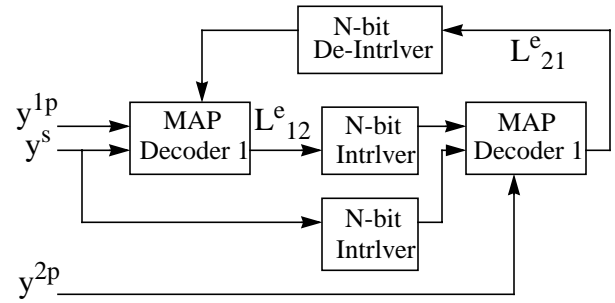 N-bit
De-Intrlver
L^e_21
y^1p
y^s
MAP
Decoder 1
L^e_12
N-bit
Intrlver
MAP
Decoder 1
N-bit
Intrlver
y^2p